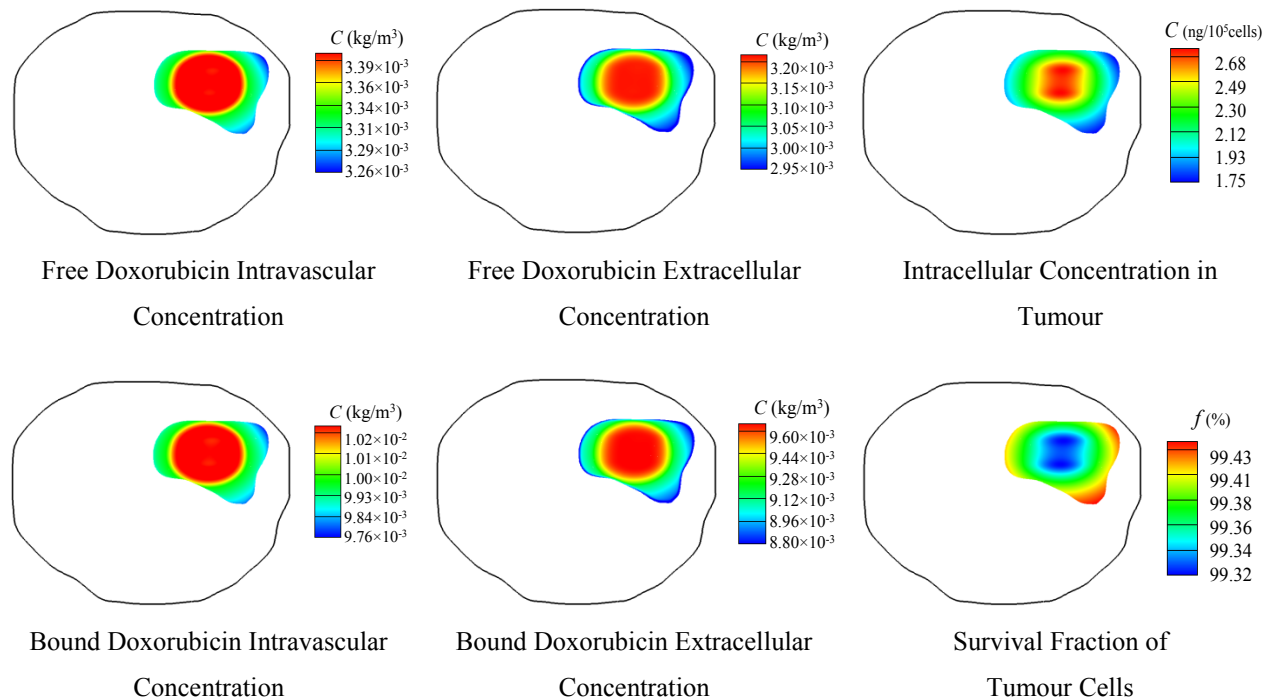 C (kg/m³)
3.39×10⁻³
3.36×10⁻³
3.34×10⁻³
3.31×10⁻³
3.29×10⁻³
3.26×10⁻³
Free Doxorubicin Intravascular
Concentration
C (kg/m³)
3.20×10⁻³
3.15×10⁻³
3.10×10⁻³
3.05×10⁻³
3.00×10⁻³
2.95×10⁻³
Free Doxorubicin Extracellular
Concentration
C (ng/10⁵cells)
2.68
2.49
2.30
2.12
1.93
1.75
Intracellular Concentration in
Tumour
C (kg/m³)
1.02×10⁻²
1.01×10⁻²
1.00×10⁻²
9.93×10⁻³
9.84×10⁻³
9.76×10⁻³
Bound Doxorubicin Intravascular
Concentration
C (kg/m³)
9.60×10⁻³
9.44×10⁻³
9.28×10⁻³
9.12×10⁻³
8.96×10⁻³
8.80×10⁻³
Bound Doxorubicin Extracellular
Concentration
f (%)
99.43
99.41
99.38
99.36
99.34
99.32
Survival Fraction of
Tumour Cells